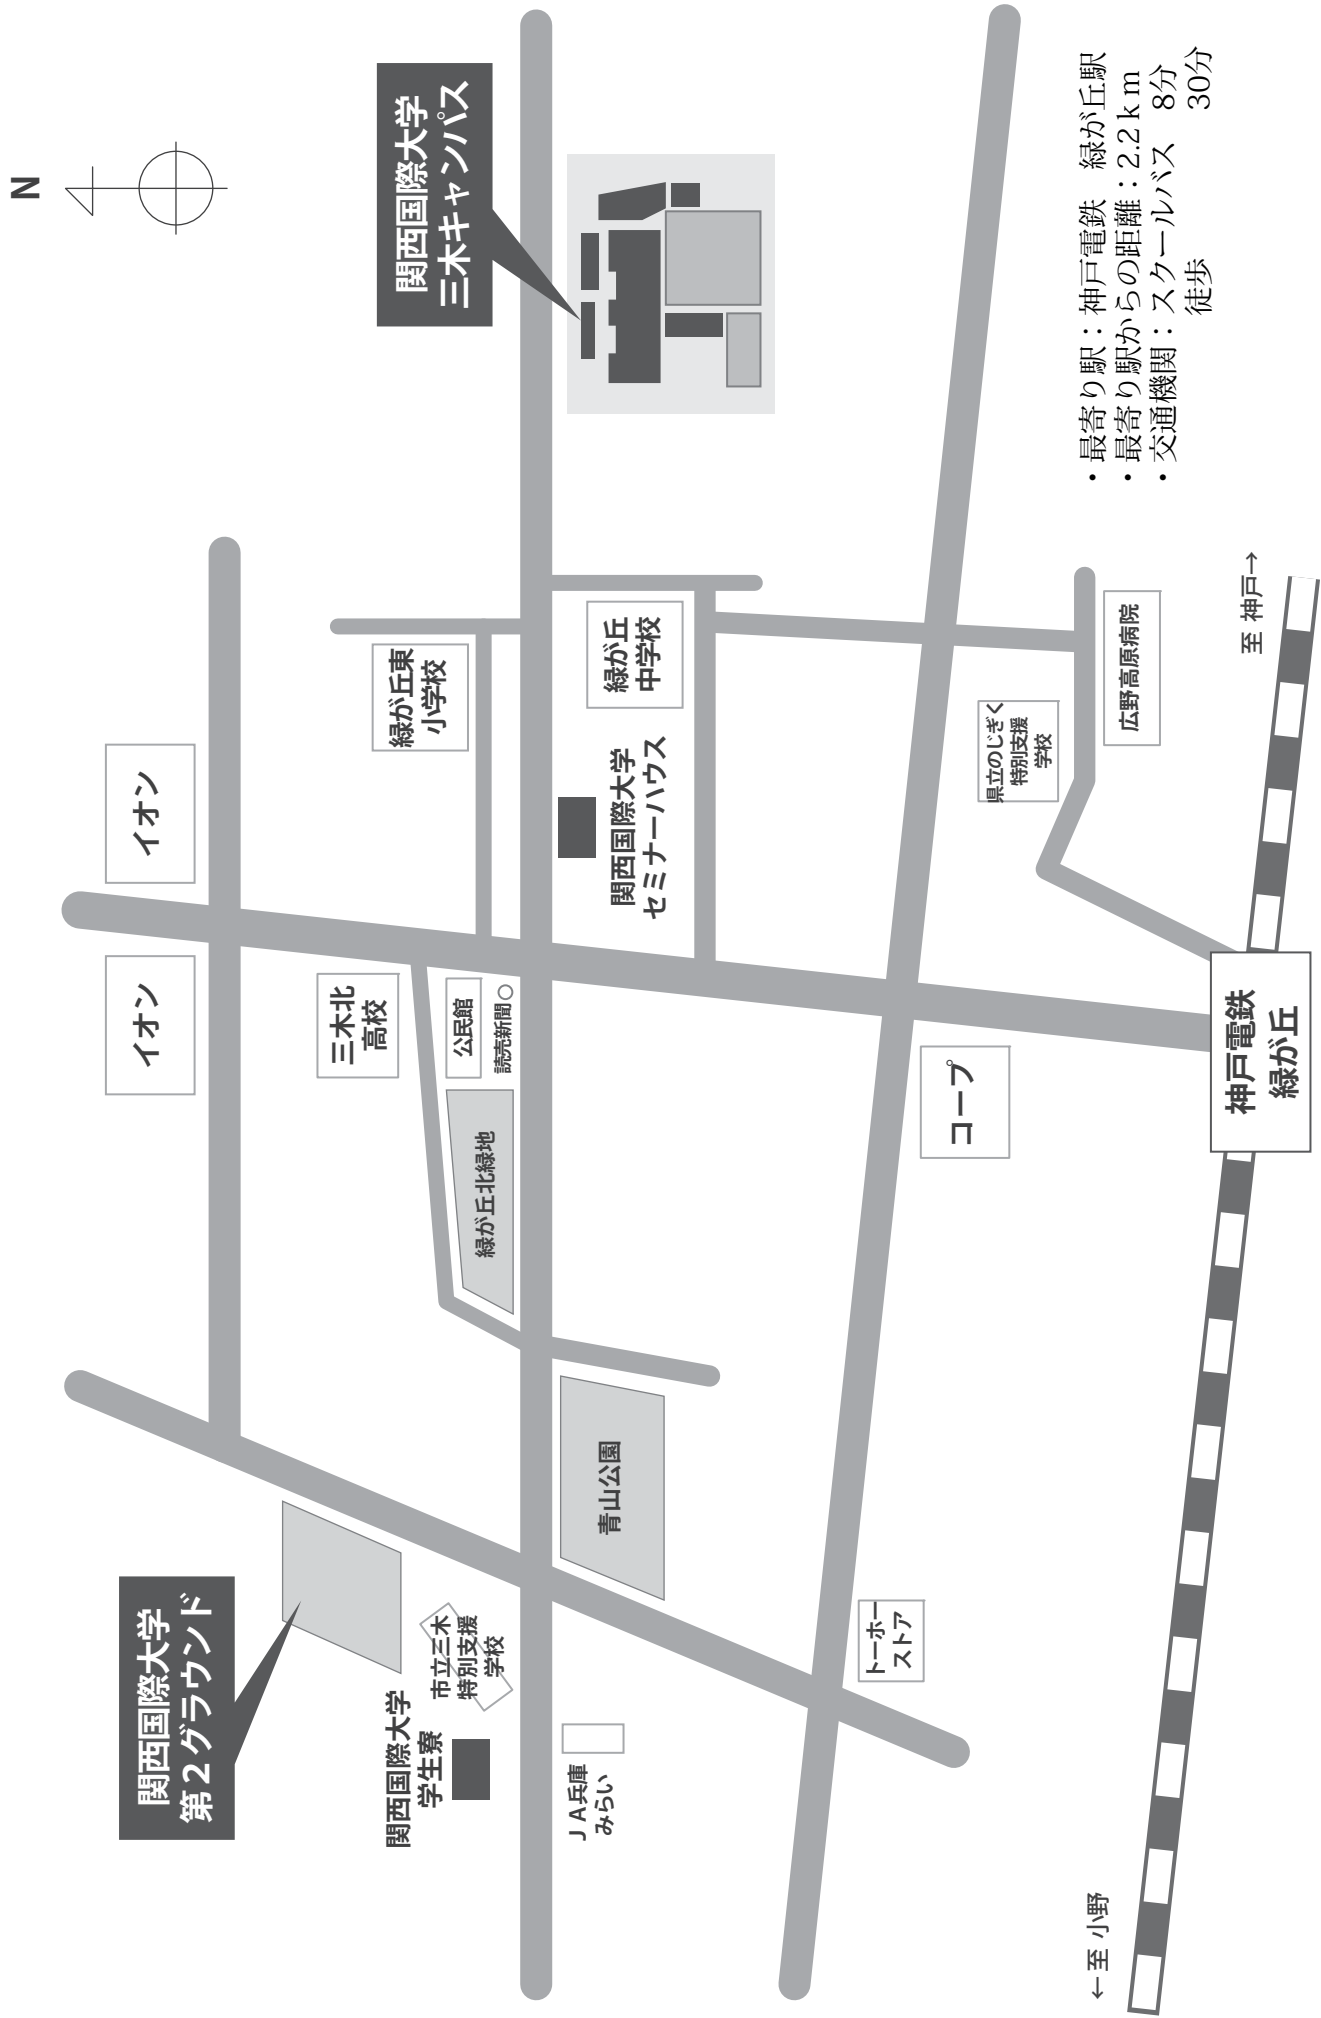 N
関西国際大学
第2グラウンド
イオン
イオン
関西国際大学
三木キャンパス
関西国際大学
学生寮
市立三木
特別支援
学校
三木北
高校
緑が丘東
小学校
公民館
読売新聞
緑が丘北緑地
JA兵庫
みらい
青山公園
関西国際大学
セミナーハウス
緑が丘
中学校
トーホー
ストア
コープ
県立のじぎく
特別支援
学校
広野高原病院
←至 小野
神戸電鉄
緑が丘
至 神戸→
・最寄り駅：神戸電鉄 緑が丘駅
・最寄り駅からの距離：2.2ｋｍ
・交通機関：スクールバス 8分
徒歩 30分